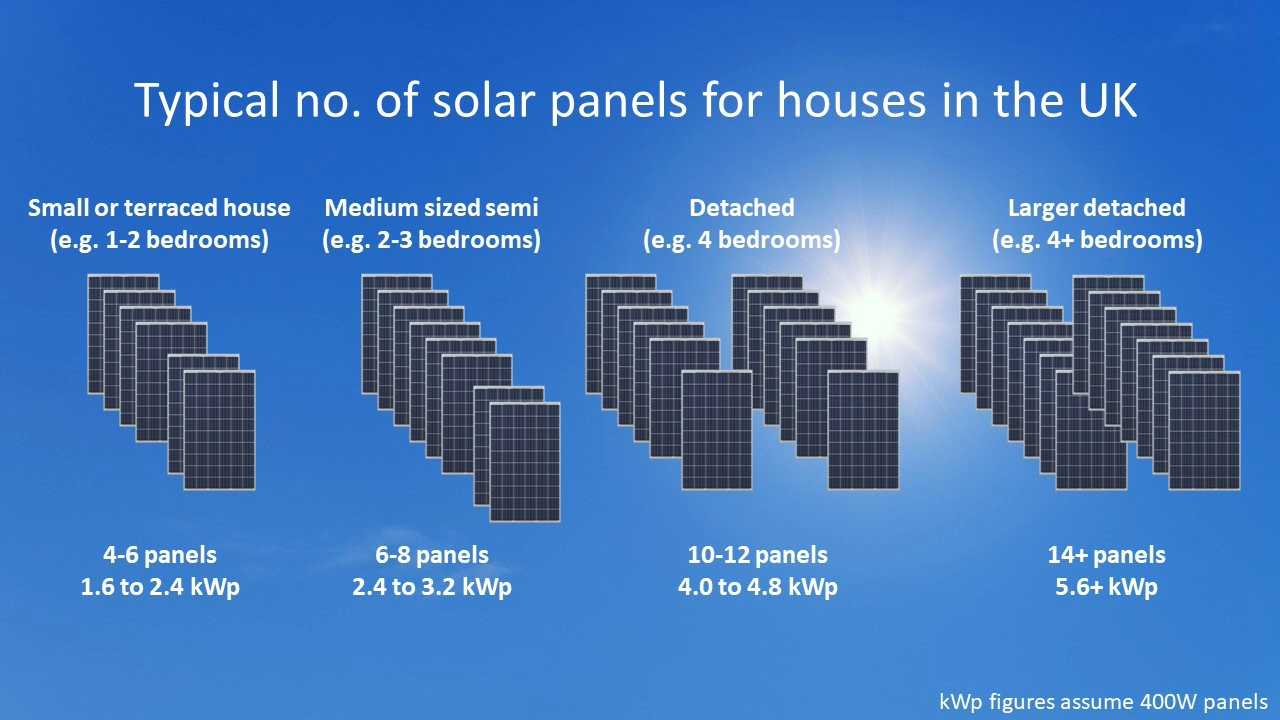 Typical no. of solar panels for houses in the UK
Small or terraced house
(e.g. 1-2 bedrooms)
Medium sized semi
(e.g. 2-3 bedrooms)
Detached
(e.g. 4 bedrooms)
Larger detached
(e.g. 4+ bedrooms)
4-6 panels
1.6 to 2.4 kWp
6-8 panels
2.4 to 3.2 kWp
10-12 panels
4.0 to 4.8 kWp
14+ panels
5.6+ kWp
kWp figures assume 400W panels